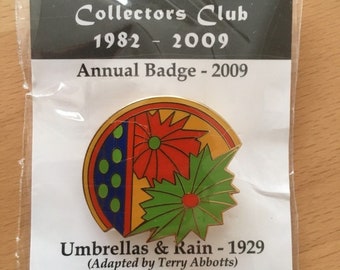 Collectors Club
1982 - 2009
Annual Badge - 2009
Umbrellas & Rain - 1929
(Adapted by Terry Abbotts)